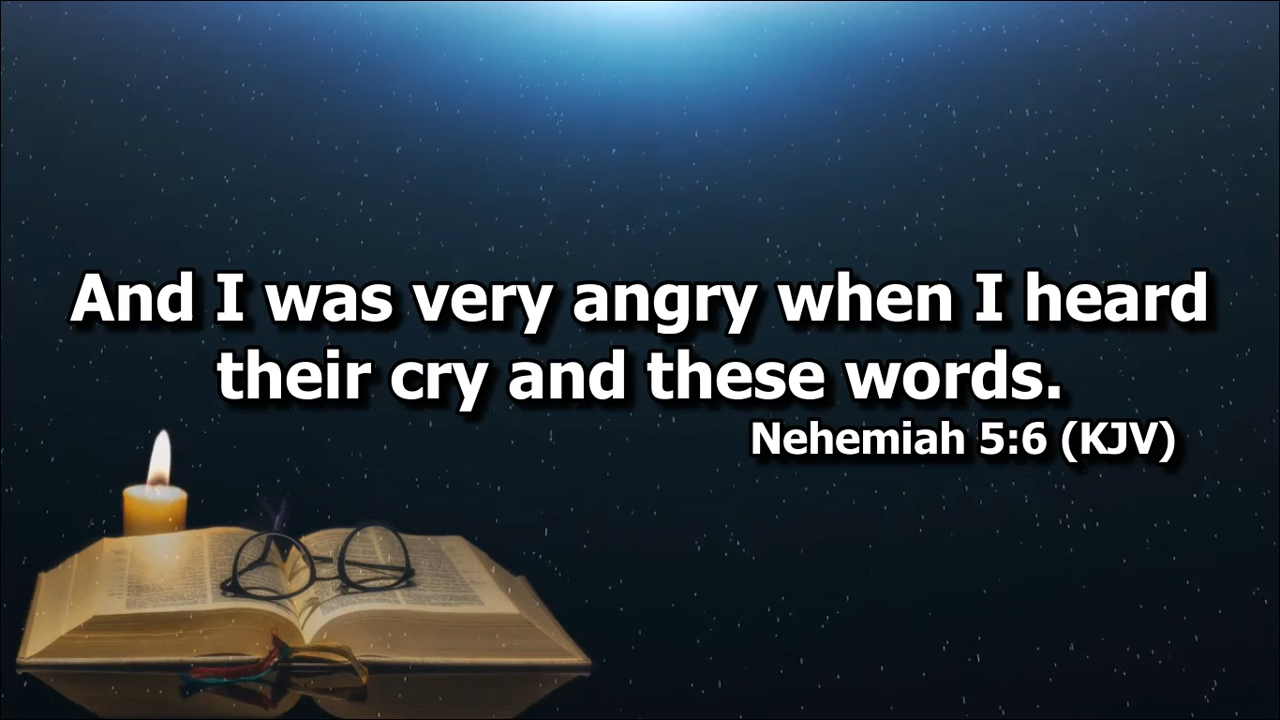 And I was very angry when I heard
their cry and these words.
Nehemiah 5:6 (KJV)